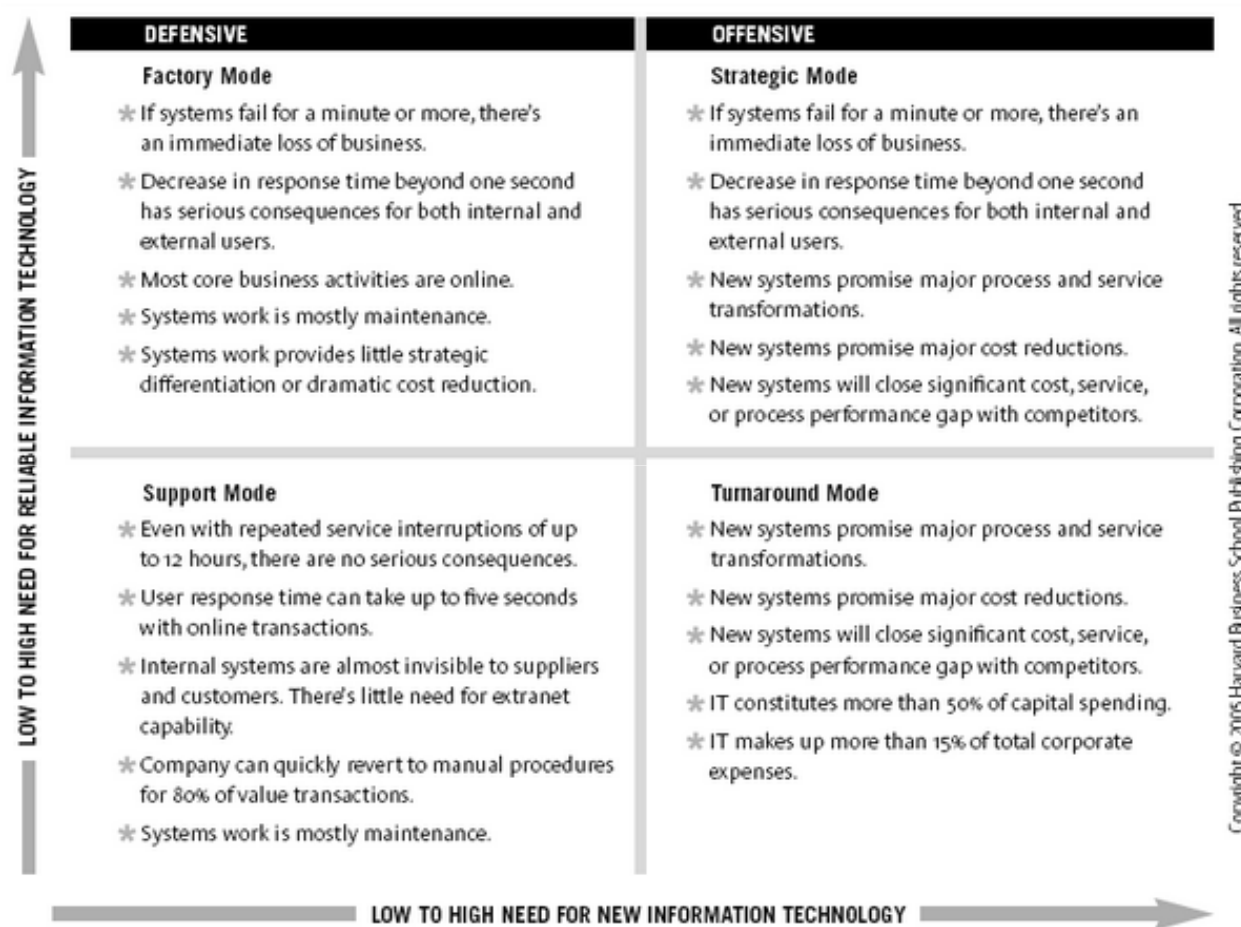 DEFENSIVE
Factory Mode
* If systems fail for a minute or more, there's
an immediate loss of business.
* Decrease in response time beyond one second
has serious consequences for both internal and
external users.
* Most core business activities are online.
* Systems work is mostly maintenance.
* Systems work provides little strategic
differentiation or dramatic cost reduction.
OFFENSIVE
Strategic Mode
* If systems fail for a minute or more, there's an
immediate loss of business.
* Decrease in response time beyond one second
has serious consequences for both internal and
external users.
* New systems promise major process and service
transformations.
* New systems promise major cost reductions.
* New systems will close significant cost, service,
or process performance gap with competitors.
Support Mode
* Even with repeated service interruptions of up
to 12 hours, there are no serious consequences.
* User response time can take up to five seconds
with online transactions.
* Internal systems are almost invisible to suppliers
and customers. There's little need for extranet
capability.
* Company can quickly revert to manual procedures
for 80% of value transactions.
* Systems work is mostly maintenance.
Turnaround Mode
* New systems promise major process and service
transformations.
* New systems promise major cost reductions.
* New systems will close significant cost, service,
or process performance gap with competitors.
* IT constitutes more than 50% of capital spending.
* IT makes up more than 15% of total corporate
expenses.
LOW TO HIGH NEED FOR RELIABLE INFORMATION TECHNOLOGY
LOW TO HIGH NEED FOR NEW INFORMATION TECHNOLOGY
Copyright © 2005 Harvard Business School Publishing Corporation. All rights reserved